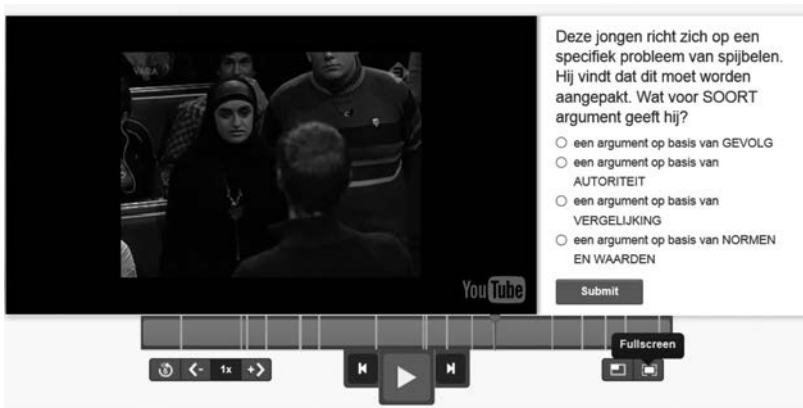 VARA
Deze jongen richt zich op een
specifiek probleem van spijbelen.
Hij vindt dat dit moet worden
aangepakt. Wat voor SOORT
argument geeft hij?
een argument op basis van GEVOLG
een argument op basis van
AUTORITEIT
een argument op basis van
VERGELIJKING
een argument op basis van NORMEN
EN WAARDEN
Submit
YouTube
Fullscreen
1x